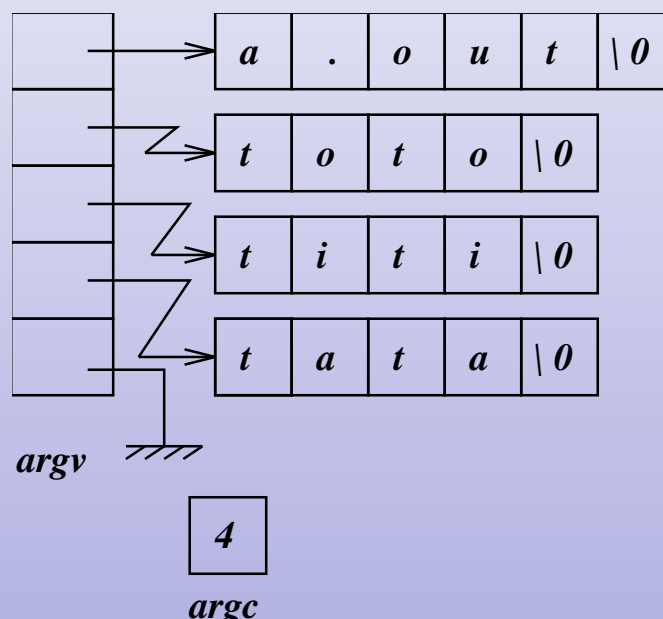 a . o u t \0
t o t o \0
t i t i \0
t a t a \0
argv
4
argc